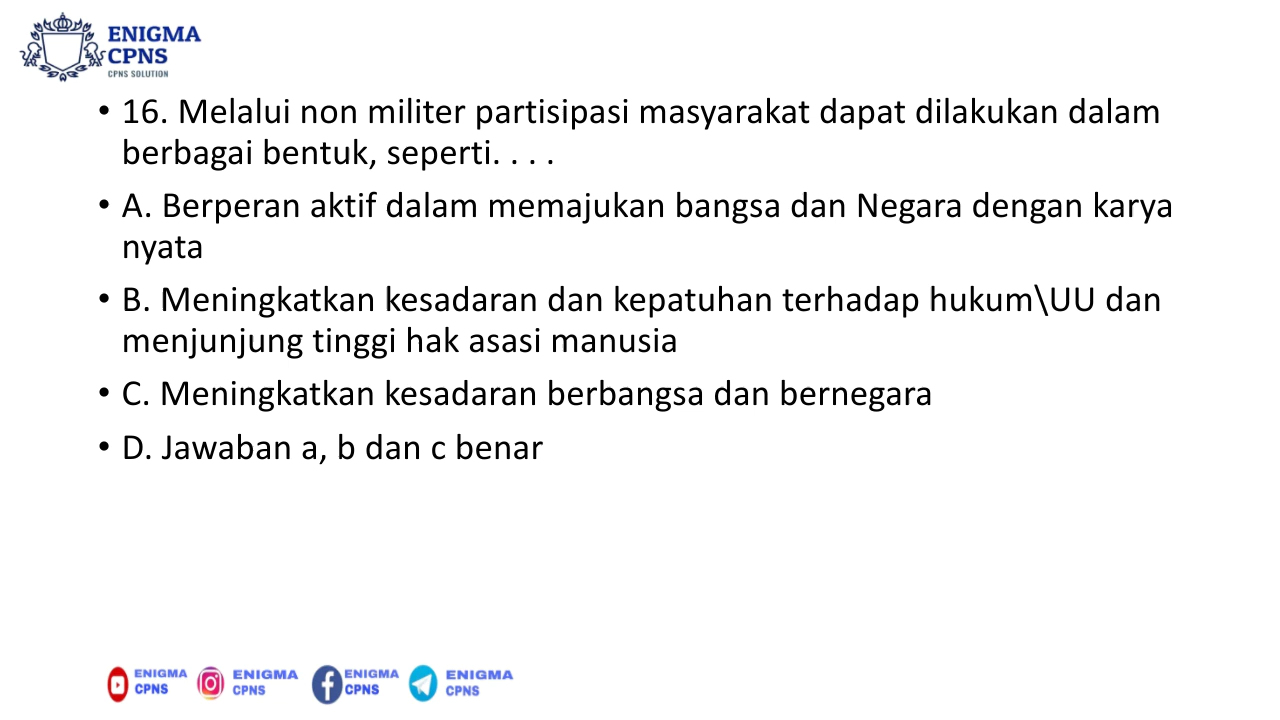 ENIGMA
CPNS
CPNS SOLUTION
• 16. Melalui non militer partisipasi masyarakat dapat dilakukan dalam
berbagai bentuk, seperti. . . .
• A. Berperan aktif dalam memajukan bangsa dan Negara dengan karya
nyata
• B. Meningkatkan kesadaran dan kepatuhan terhadap hukum\UU dan
menjunjung tinggi hak asasi manusia
• C. Meningkatkan kesadaran berbangsa dan bernegara
• D. Jawaban a, b dan c benar
ENIGMA ENIGMA ENIGMA ENIGMA
CPNS CPNS CPNS CPNS